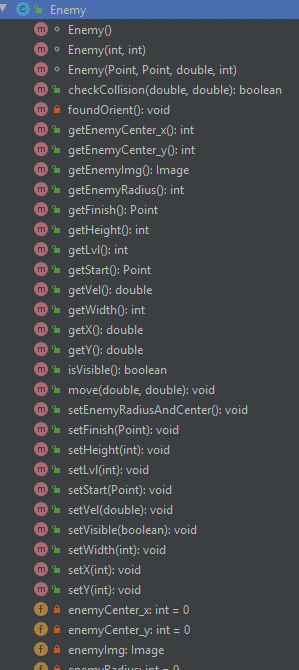 Enemy
m Enemy()
m Enemy(int, int)
m Enemy(Point, Point, double, int)
m checkCollision(double, double): boolean
m foundOrient(): void
m getEnemyCenter_x(): int
m getEnemyCenter_y(): int
m getEnemyImg(): Image
m getEnemyRadius(): int
m getFinish(): Point
m getHeight(): int
m getLvl(): int
m getStart(): Point
m getVel(): double
m getWidth(): int
m getX(): double
m getY(): double
m isVisible(): boolean
m move(double, double): void
m setEnemyRadiusAndCenter(): void
m setFinish(Point): void
m setHeight(int): void
m setLvl(int): void
m setStart(Point): void
m setVel(double): void
m setVisible(boolean): void
m setWidth(int): void
m setX(int): void
m setY(int): void
f enemyCenter_x: int = 0
f enemyCenter_y: int = 0
f enemyImg: Image
enemyRadius: int = 0